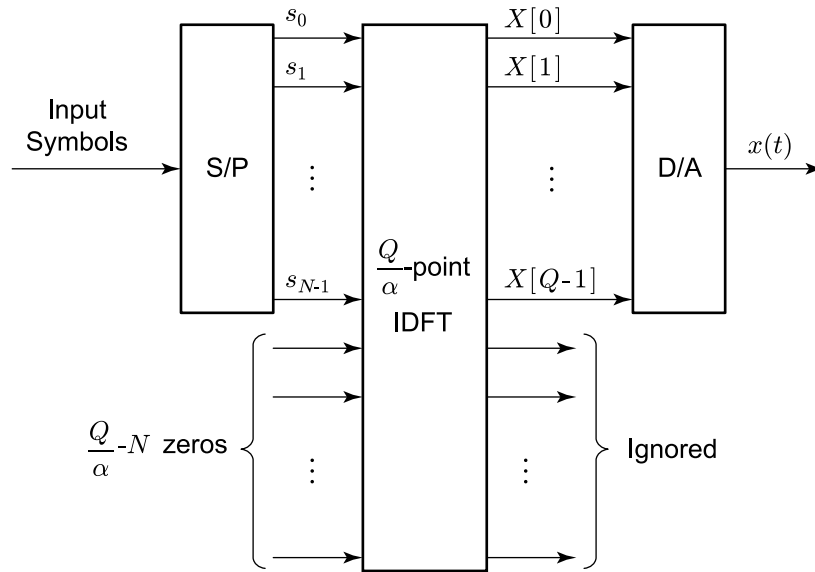 Input
Symbols
S/P
s_0
s_1
⋮
s_{N-1}
Q/α-N zeros
⋮
Q/α-point
IDFT
X[0]
X[1]
⋮
X[Q-1]
⋮
Ignored
D/A
x(t)